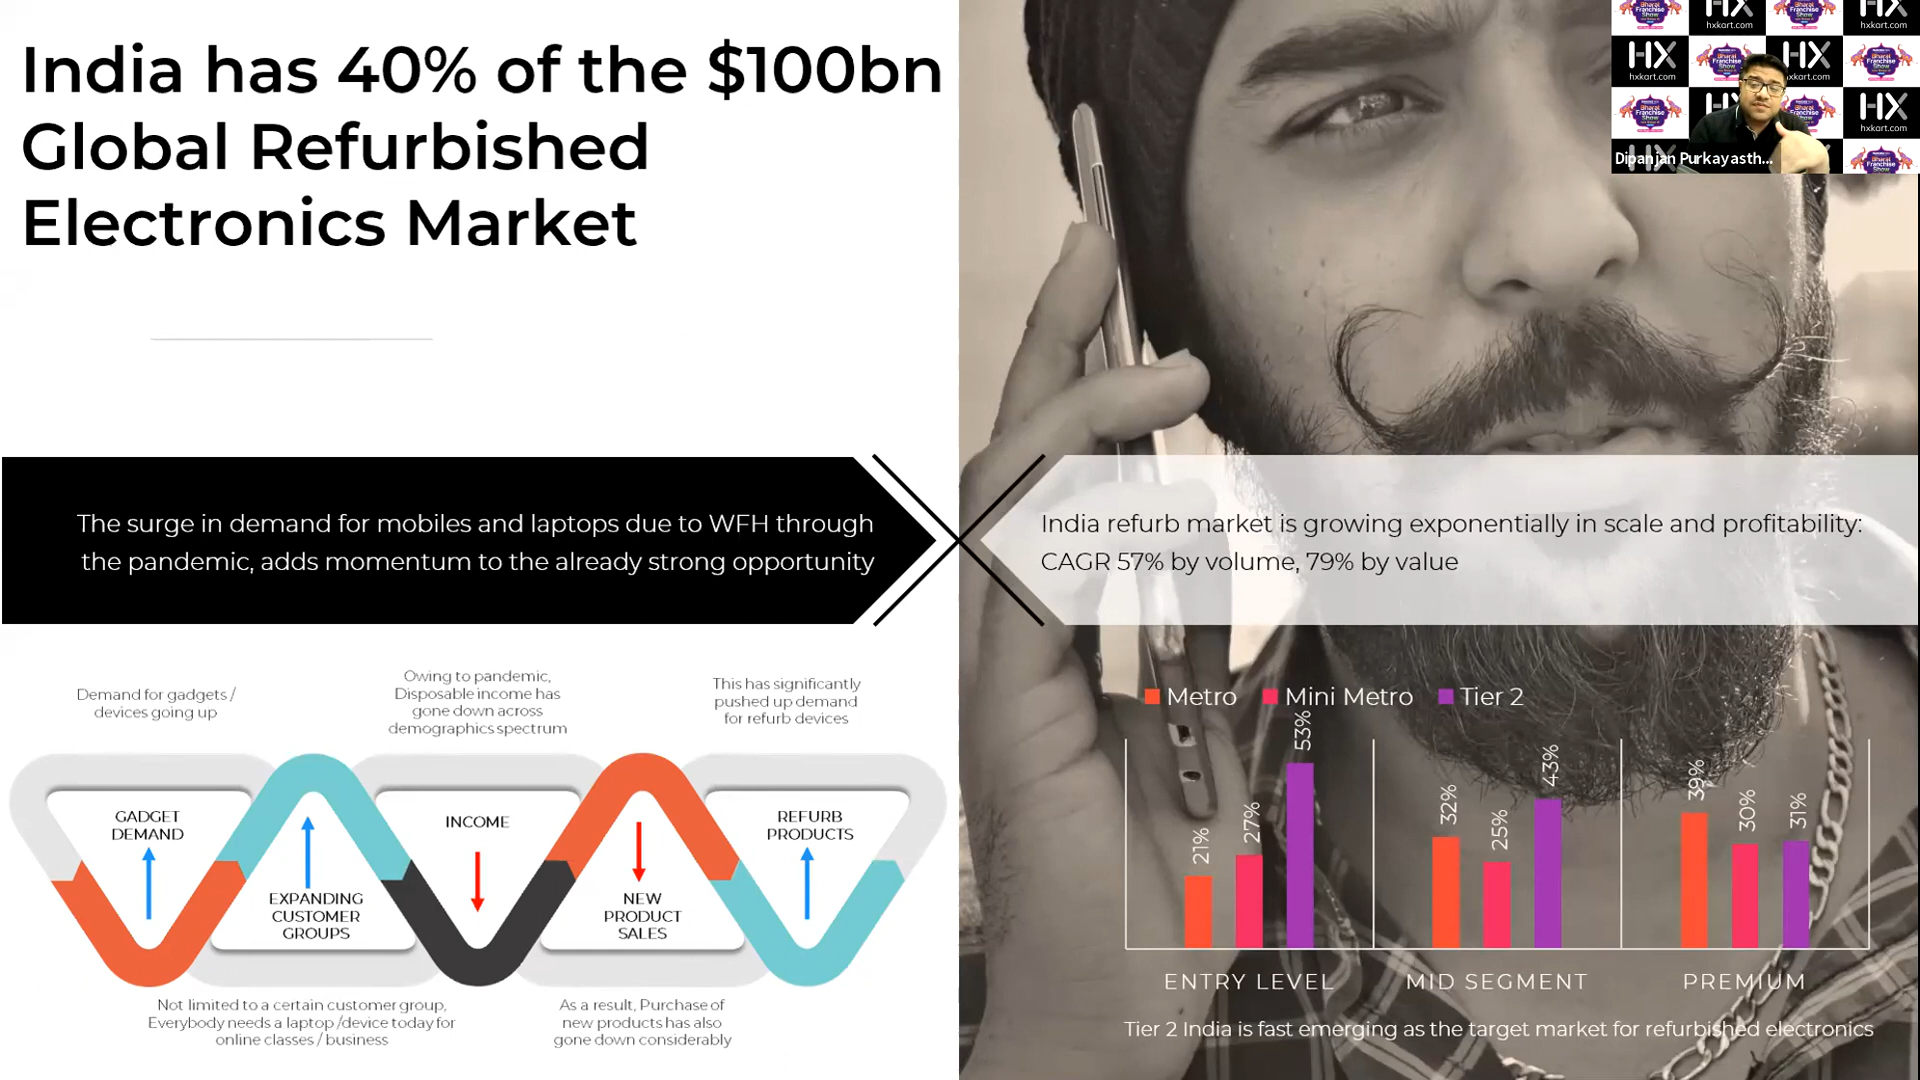 India has 40% of the $100bn
Global Refurbished
Electronics Market
The surge in demand for mobiles and laptops due to WFH through
the pandemic, adds momentum to the already strong opportunity
India refurb market is growing exponentially in scale and profitability:
CAGR 57% by volume, 79% by value
Demand for gadgets /
devices going up
Owing to pandemic,
Disposable income has
gone down across
demographics spectrum
This has significantly
pushed up demand
for refurb devices
GADGET
DEMAND
EXPANDING
CUSTOMER
GROUPS
INCOME
NEW
PRODUCT
SALES
REFURB
PRODUCTS
Not limited to a certain customer group,
Everybody needs a laptop /device today for
online classes / business
As a result, Purchase of
new products has also
gone down considerably
Metro
Mini Metro
Tier 2
21%
27%
53%
32%
25%
43%
39%
30%
31%
ENTRY LEVEL
MID SEGMENT
PREMIUM
Tier 2 India is fast emerging as the target market for refurbished electronics
HX
hxkart.com
Bharat
Franchise
Show
Dipanjan Purkayasth...